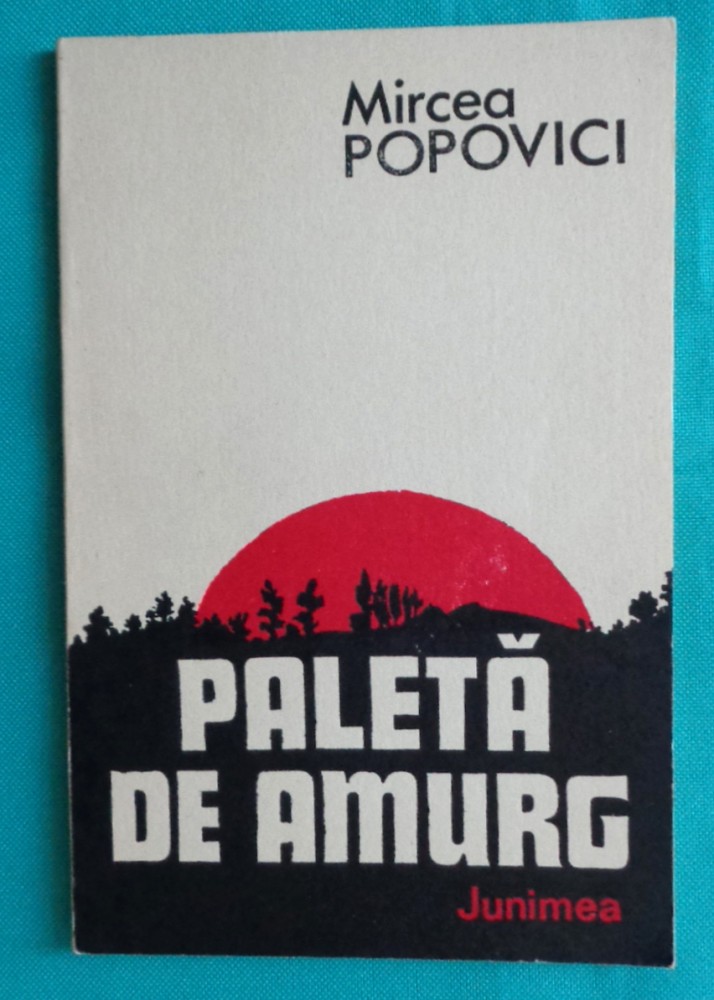 Mircea
POPOVICI
PALETĂ
DE AMURG
Junimea